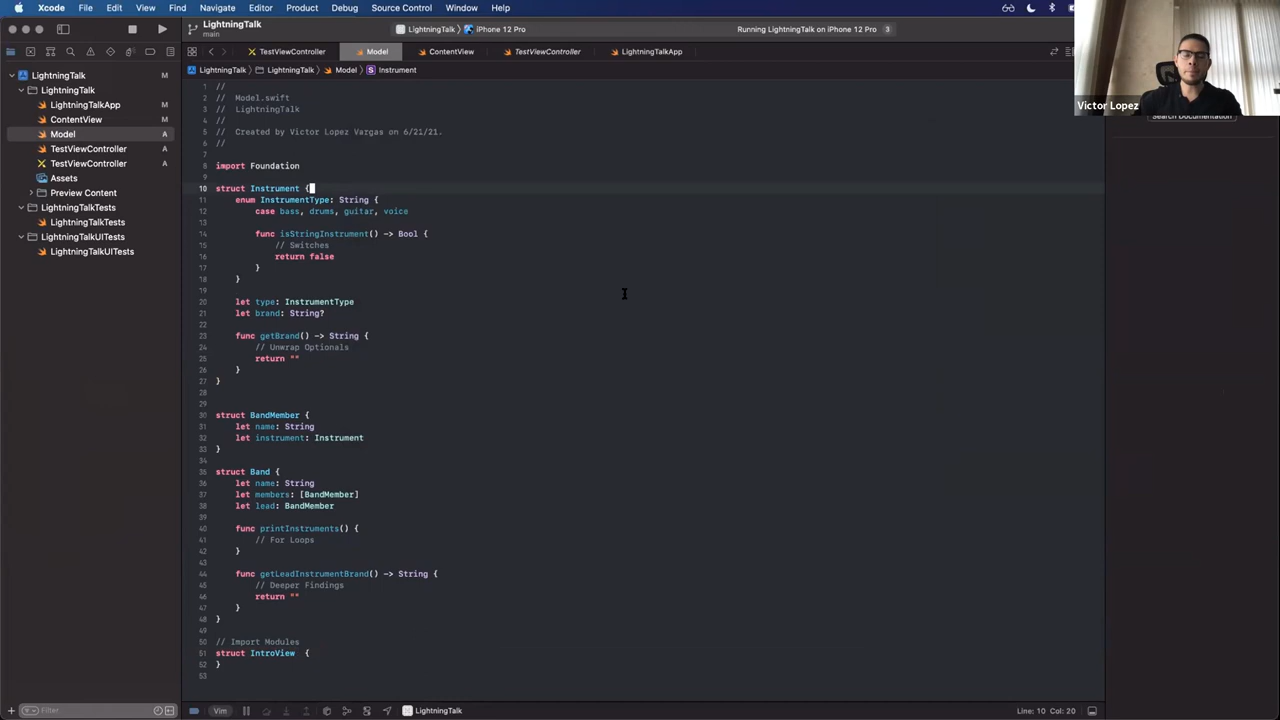 Xcode File Edit View Find Navigate Editor Product Debug Source Control Window Help
LightningTalk
main
LightningTalk
iPhone 12 Pro
Running LightningTalk on iPhone 12 Pro
3
TestViewController
Model
ContentView
TestViewController
LightningTalkApp
LightningTalk LightningTalk Model S Instrument
LightningTalk M
LightningTalk
LightningTalkApp M
ContentView M
Model A
TestViewController A
TestViewController A
Assets
Preview Content
LightningTalkTests
LightningTalkTests
LightningTalkUITests
LightningTalkUITests
1 //
2 // Model.swift
3 // LightningTalk
4 //
5 // Created by Victor Lopez Vargas on 6/21/21.
6 //
7
8 import Foundation
9
10 struct Instrument {
11 enum InstrumentType: String {
12 case bass, drums, guitar, voice
13
14 func isStringInstrument() -> Bool {
15 // Switches
16 return false
17 }
18 }
19
20 let type: InstrumentType
21 let brand: String?
22
23 func getBrand() -> String {
24 // Unwrap Optionals
25 return ""
26 }
27 }
28
29
30 struct BandMember {
31 let name: String
32 let instrument: Instrument
33 }
34
35 struct Band {
36 let name: String
37 let members: [BandMember]
38 let lead: BandMember
39
40 func printInstruments() {
41 // For Loops
42 }
43
44 func getLeadInstrumentBrand() -> String {
45 // Deeper Findings
46 return ""
47 }
48 }
49
50 // Import Modules
51 struct IntroView {
52 }
53
Victor Lopez
Search Documentation
Filter
Vim
LightningTalk
Line: 10 Col: 20